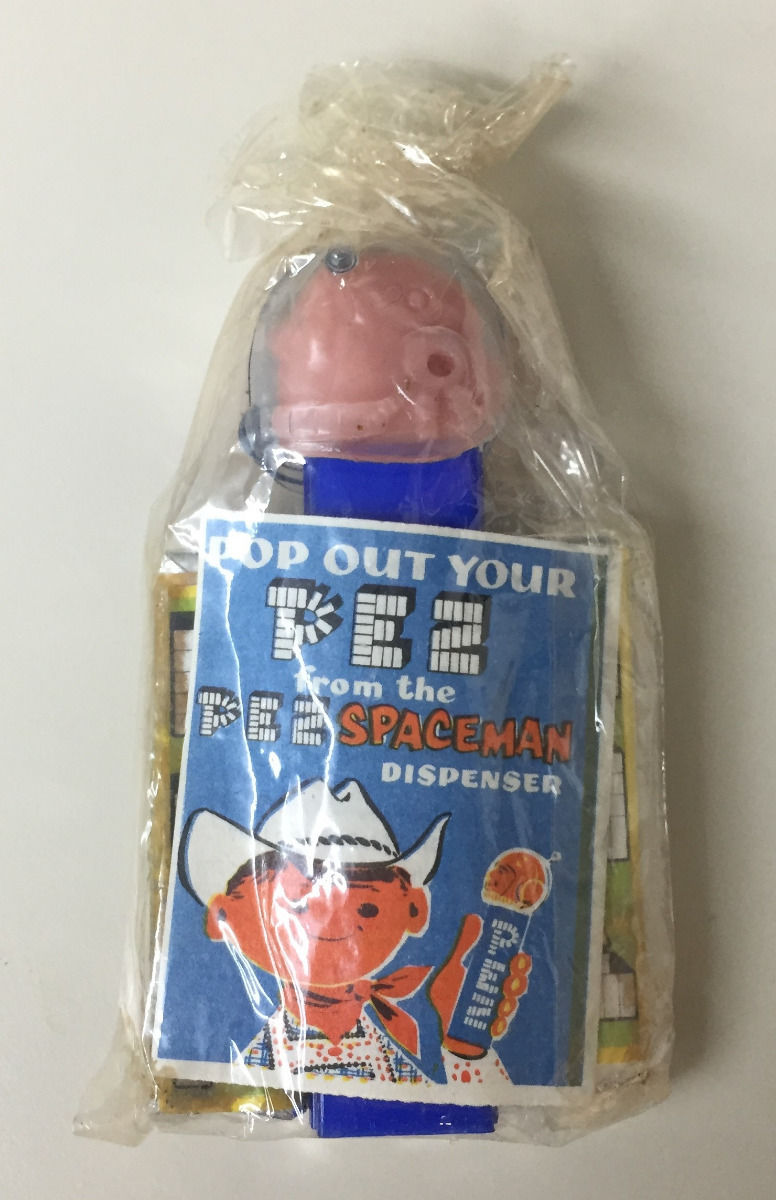 POP OUT YOUR
PEZ
from the
PEZ SPACEMAN
DISPENSER
PEZ